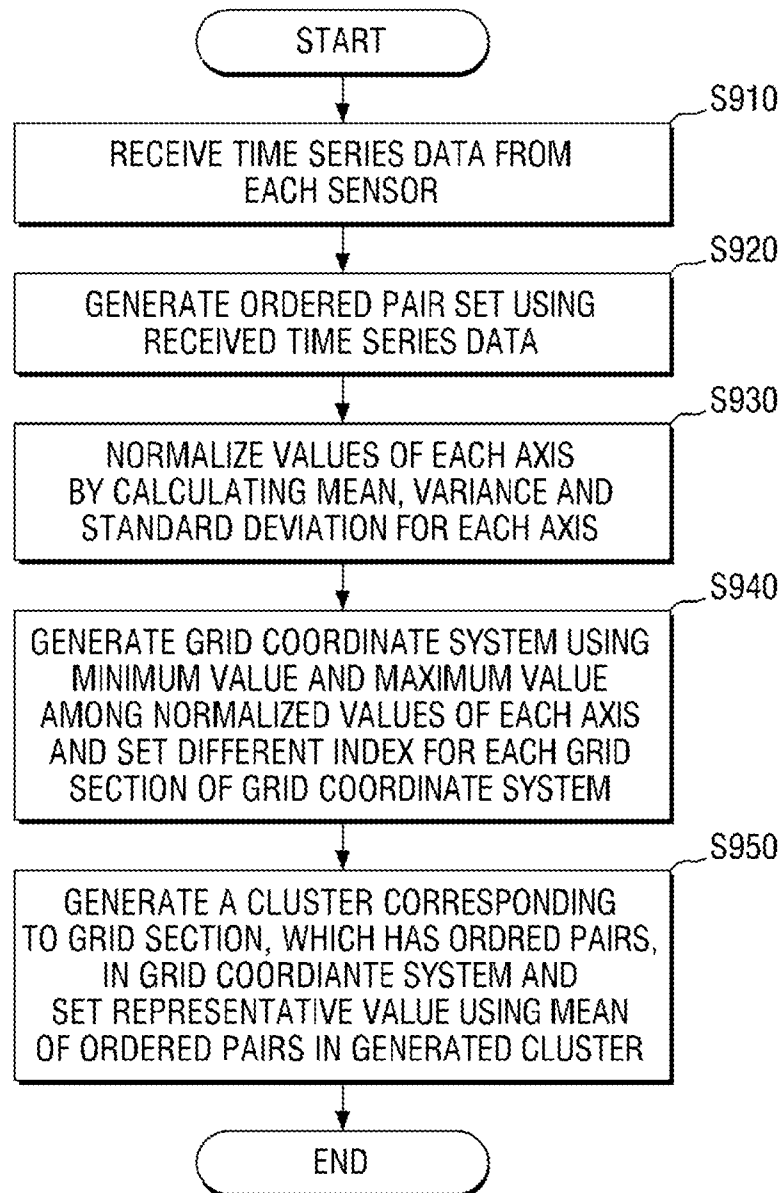 START
S910
RECEIVE TIME SERIES DATA FROM
EACH SENSOR
S920
GENERATE ORDERED PAIR SET USING
RECEIVED TIME SERIES DATA
S930
NORMALIZE VALUES OF EACH AXIS
BY CALCULATING MEAN, VARIANCE AND
STANDARD DEVIATION FOR EACH AXIS
S940
GENERATE GRID COORDINATE SYSTEM USING
MINIMUM VALUE AND MAXIMUM VALUE
AMONG NORMALIZED VALUES OF EACH AXIS
AND SET DIFFERENT INDEX FOR EACH GRID
SECTION OF GRID COORDINATE SYSTEM
S950
GENERATE A CLUSTER CORRESPONDING
TO GRID SECTION, WHICH HAS ORDRED PAIRS,
IN GRID COORDIANTE SYSTEM AND
SET REPRESENTATIVE VALUE USING MEAN
OF ORDERED PAIRS IN GENERATED CLUSTER
END